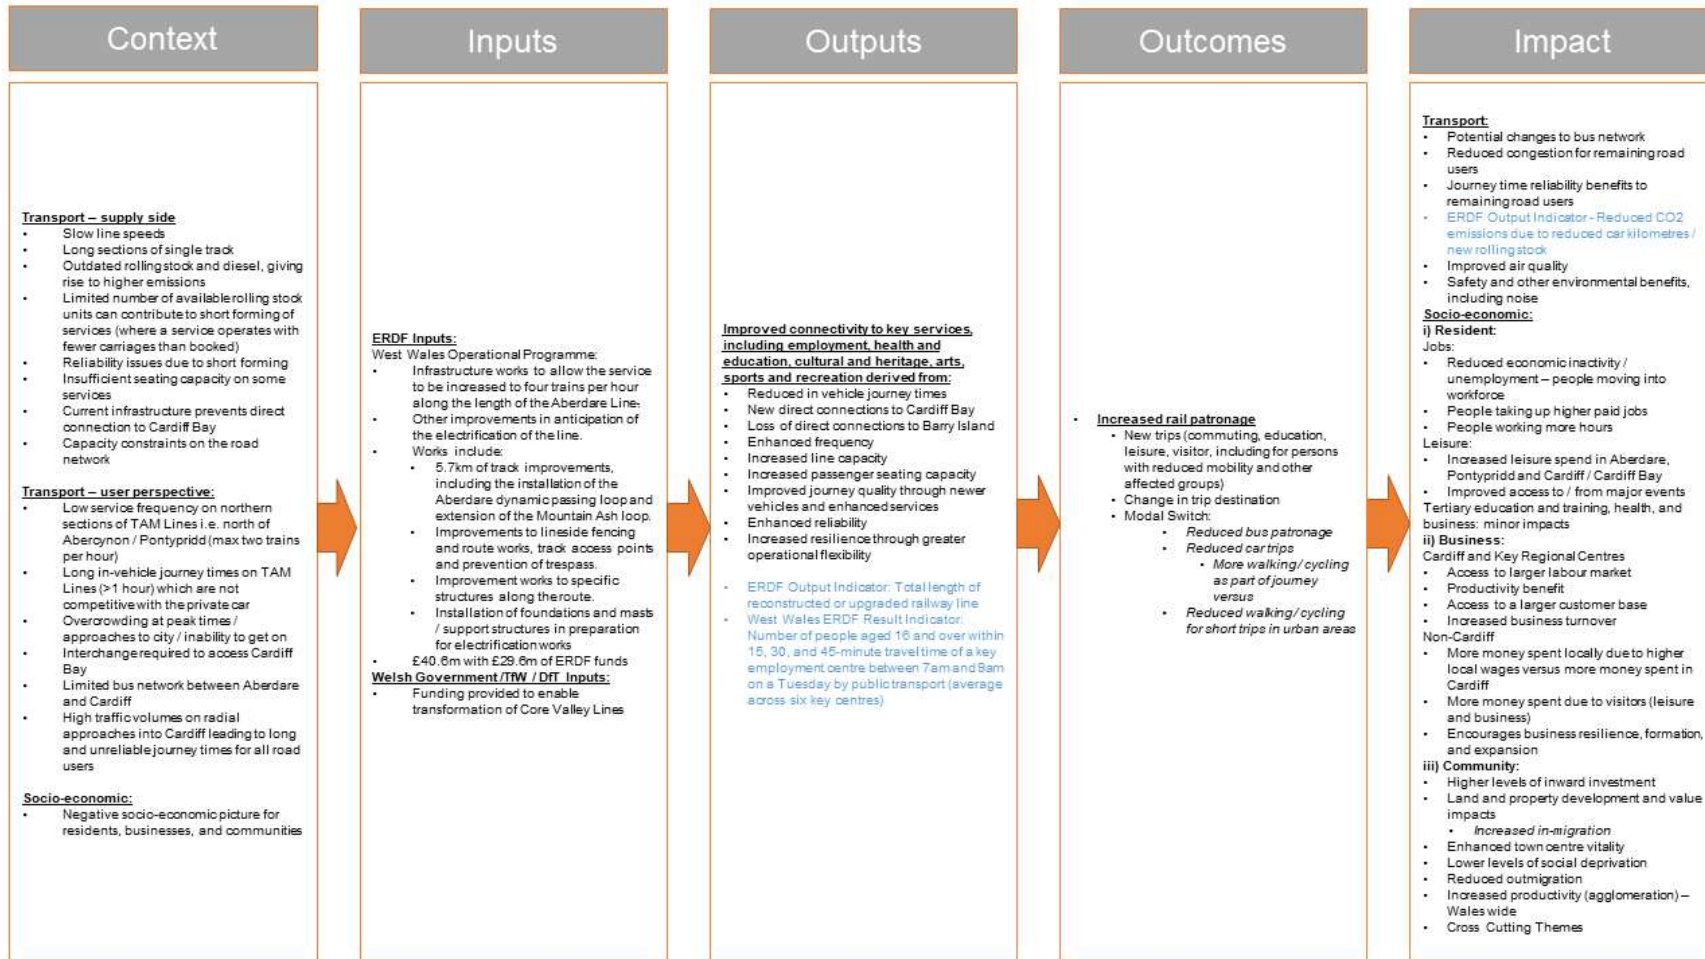 Context
Transport – supply side
• Slow line speeds
• Long sections of single track
• Outdated rolling stock and diesel, giving
rise to higher emissions
• Limited number of available rolling stock
units can contribute to short forming of
services (where a service operates with
fewer carriages than booked)
• Reliability issues due to short forming
• Insufficient seating capacity on some
services
• Current infrastructure prevents direct
connection to Cardiff Bay
• Capacity constraints on the road
network
Transport – user perspective:
• Low service frequency on northern
sections of TAM Lines i.e. north of
Abercynon / Pontypridd (max two trains
per hour)
• Long in-vehicle journey times on TAM
Lines (>1 hour) which are not
competitive with the private car
• Overcrowding at peak times /
approaches to city / inability to get on
• Interchange required to access Cardiff
Bay
• Limited bus network between Aberdare
and Cardiff
• High traffic volumes on radial
approaches into Cardiff leading to long
and unreliable journey times for all road
users
Socio-economic:
• Negative socio-economic picture for
residents, businesses, and communities
Inputs
ERDF Inputs:
West Wales Operational Programme:
• Infrastructure works to allow the service
to be increased to four trains per hour
along the length of the Aberdare Line.
• Other improvements in anticipation of
the electrification of the line.
• Works include:
• 5.7km of track improvements,
including the installation of the
Aberdare dynamic passing loop and
extension of the Mountain Ash loop.
• Improvements to lineside fencing
and route works, track access points
and prevention of trespass.
• Improvement works to specific
structures along the route.
• Installation of foundations and masts
/ support structures in preparation
for electrification works
• £40.6m with £29.6m of ERDF funds
Welsh Government /TfW / DfT Inputs:
• Funding provided to enable
transformation of Core Valley Lines
Outputs
Improved connectivity to key services,
including employment, health and
education, cultural and heritage, arts,
sports and recreation derived from:
• Reduced in vehicle journey times
• New direct connections to Cardiff Bay
• Loss of direct connections to Barry Island
• Enhanced frequency
• Increased line capacity
• Increased passenger seating capacity
• Improved journey quality through newer
vehicles and enhanced services
• Enhanced reliability
• Increased resilience through greater
operational flexibility
• ERDF Output Indicator: Total length of
reconstructed or upgraded railway line
• West Wales ERDF Result Indicator:
Number of people aged 16 and over within
15, 30, and 45-minute travel time of a key
employment centre between 7am and 9am
on a Tuesday by public transport (average
across six key centres)
Outcomes
• Increased rail patronage
• New trips (commuting, education,
leisure, visitor, including for persons
with reduced mobility and other
affected groups)
• Change in trip destination
• Modal Switch:
• Reduced bus patronage
• Reduced car trips
• More walking/ cycling
as part of journey
versus
• Reduced walking/ cycling
for short trips in urban areas
Impact
Transport:
• Potential changes to bus network
• Reduced congestion for remaining road
users
• Journey time reliability benefits to
remaining road users
• ERDF Output Indicator - Reduced CO2
emissions due to reduced car kilometres /
new rolling stock
• Improved air quality
• Safety and other environmental benefits,
including noise
Socio-economic:
i) Resident:
Jobs:
• Reduced economic inactivity /
unemployment – people moving into
workforce
• People taking up higher paid jobs
• People working more hours
Leisure:
• Increased leisure spend in Aberdare,
Pontypridd and Cardiff / Cardiff Bay
• Improved access to / from major events
Tertiary education and training, health, and
business: minor impacts
ii) Business:
Cardiff and Key Regional Centres
• Access to larger labour market
• Productivity benefit
• Access to a larger customer base
• Increased business turnover
Non-Cardiff
• More money spent locally due to higher
local wages versus more money spent in
Cardiff
• More money spent due to visitors (leisure
and business)
• Encourages business resilience, formation,
and expansion
iii) Community:
• Higher levels of inward investment
• Land and property development and value
impacts
• Increased in-migration
• Enhanced town centre vitality
• Lower levels of social deprivation
• Reduced outmigration
• Increased productivity (agglomeration) –
Wales wide
• Cross Cutting Themes